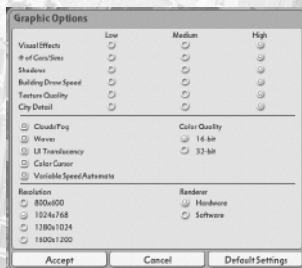 Graphic Options
Low Medium High
Visual Effects
# of Cars/Sims
Shadows
Building Draw Speed
Texture Quality
City Detail
Clouds/Fog Color Quality
Waves 16-bit
UI Translucency 32-bit
Color Cursor
Variable Speed Automata
Resolution Renderer
800x600 Hardware
1024x768 Software
1280x1024
1600x1200
Accept Cancel Default Settings